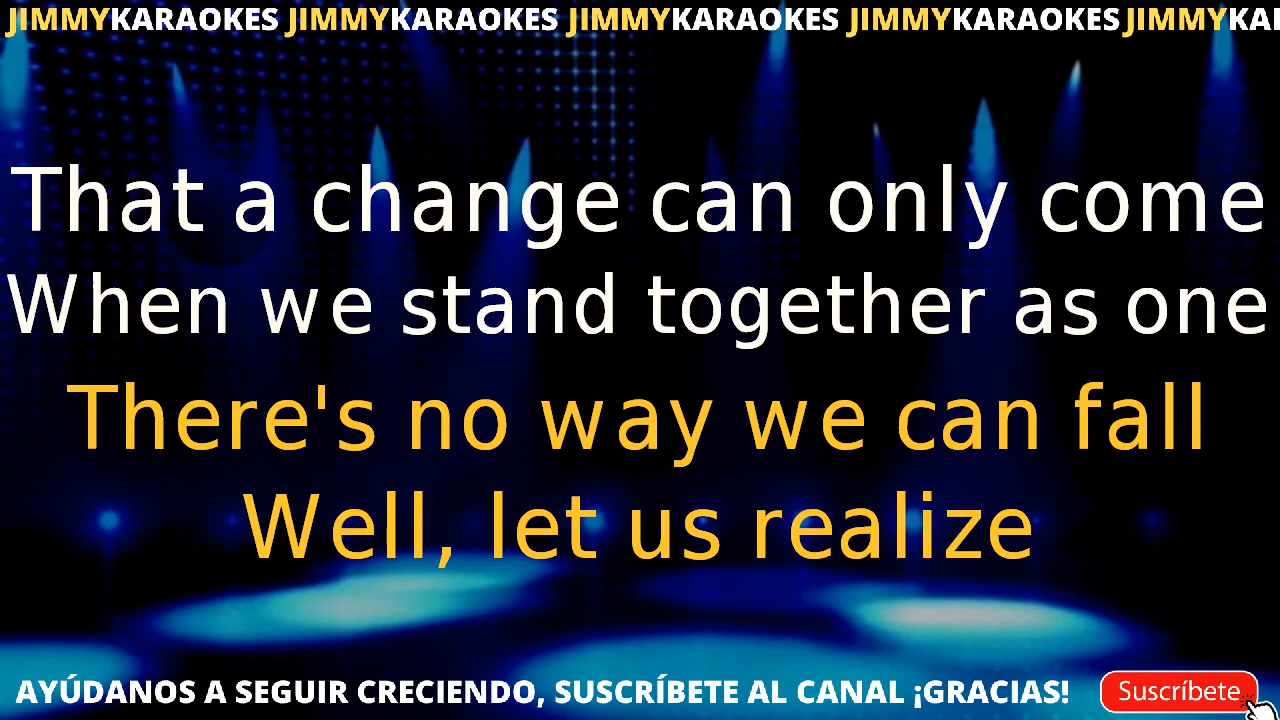 JIMMYKARAOKES JIMMYKARAOKES JIMMYKARAOKES JIMMYKARAOKES JIMMYKAI
That a change can only come
When we stand together as one
There's no way we can fall
Well, let us realize
AYÚDANOS A SEGUIR CRECIENDO, SUSCRÍBETE AL CANAL ¡GRACIAS! Suscríbete